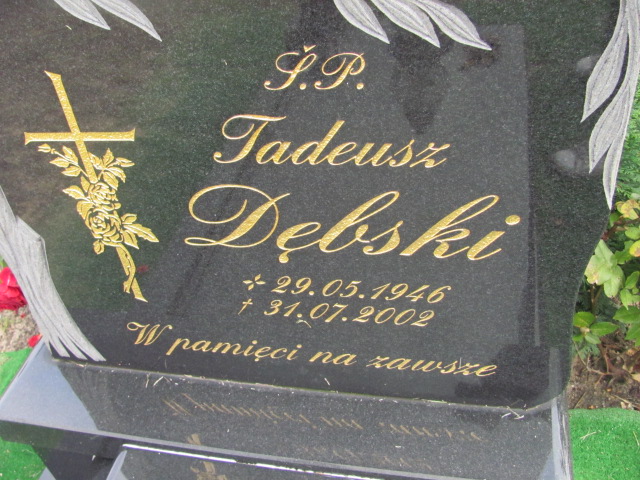 Ś.P.
Tadeusz
Dębski
29.05.1946
† 31.07.2002
W pamięci na zawsze